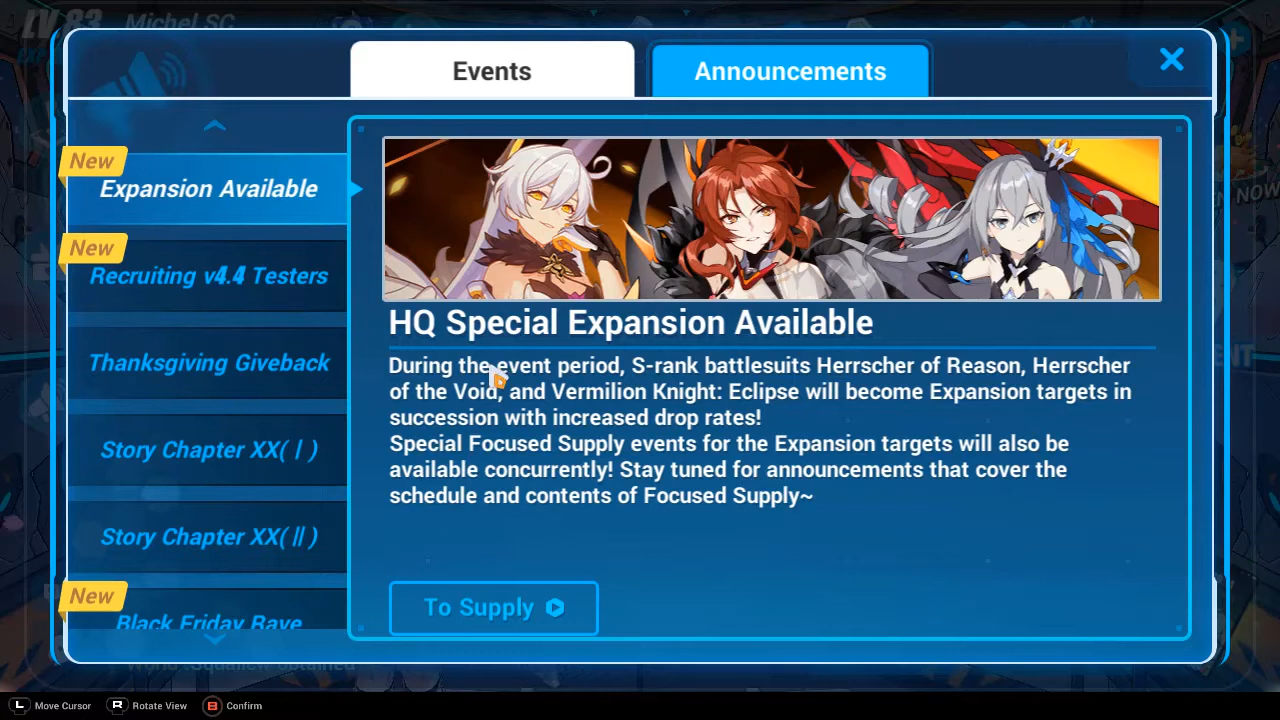 LV.83 Michel SC
Events
Announcements
New
Expansion Available
New
Recruiting v4.4 Testers
Thanksgiving Giveback
Story Chapter XX(Ⅰ)
Story Chapter XX(Ⅱ)
New
Black Friday Rave
HQ Special Expansion Available
During the event period, S-rank battlesuits Herrscher of Reason, Herrscher
of the Void, and Vermilion Knight: Eclipse will become Expansion targets in
succession with increased drop rates!
Special Focused Supply events for the Expansion targets will also be
available concurrently! Stay tuned for announcements that cover the
schedule and contents of Focused Supply~
To Supply
L Move Cursor R Rotate View B Confirm